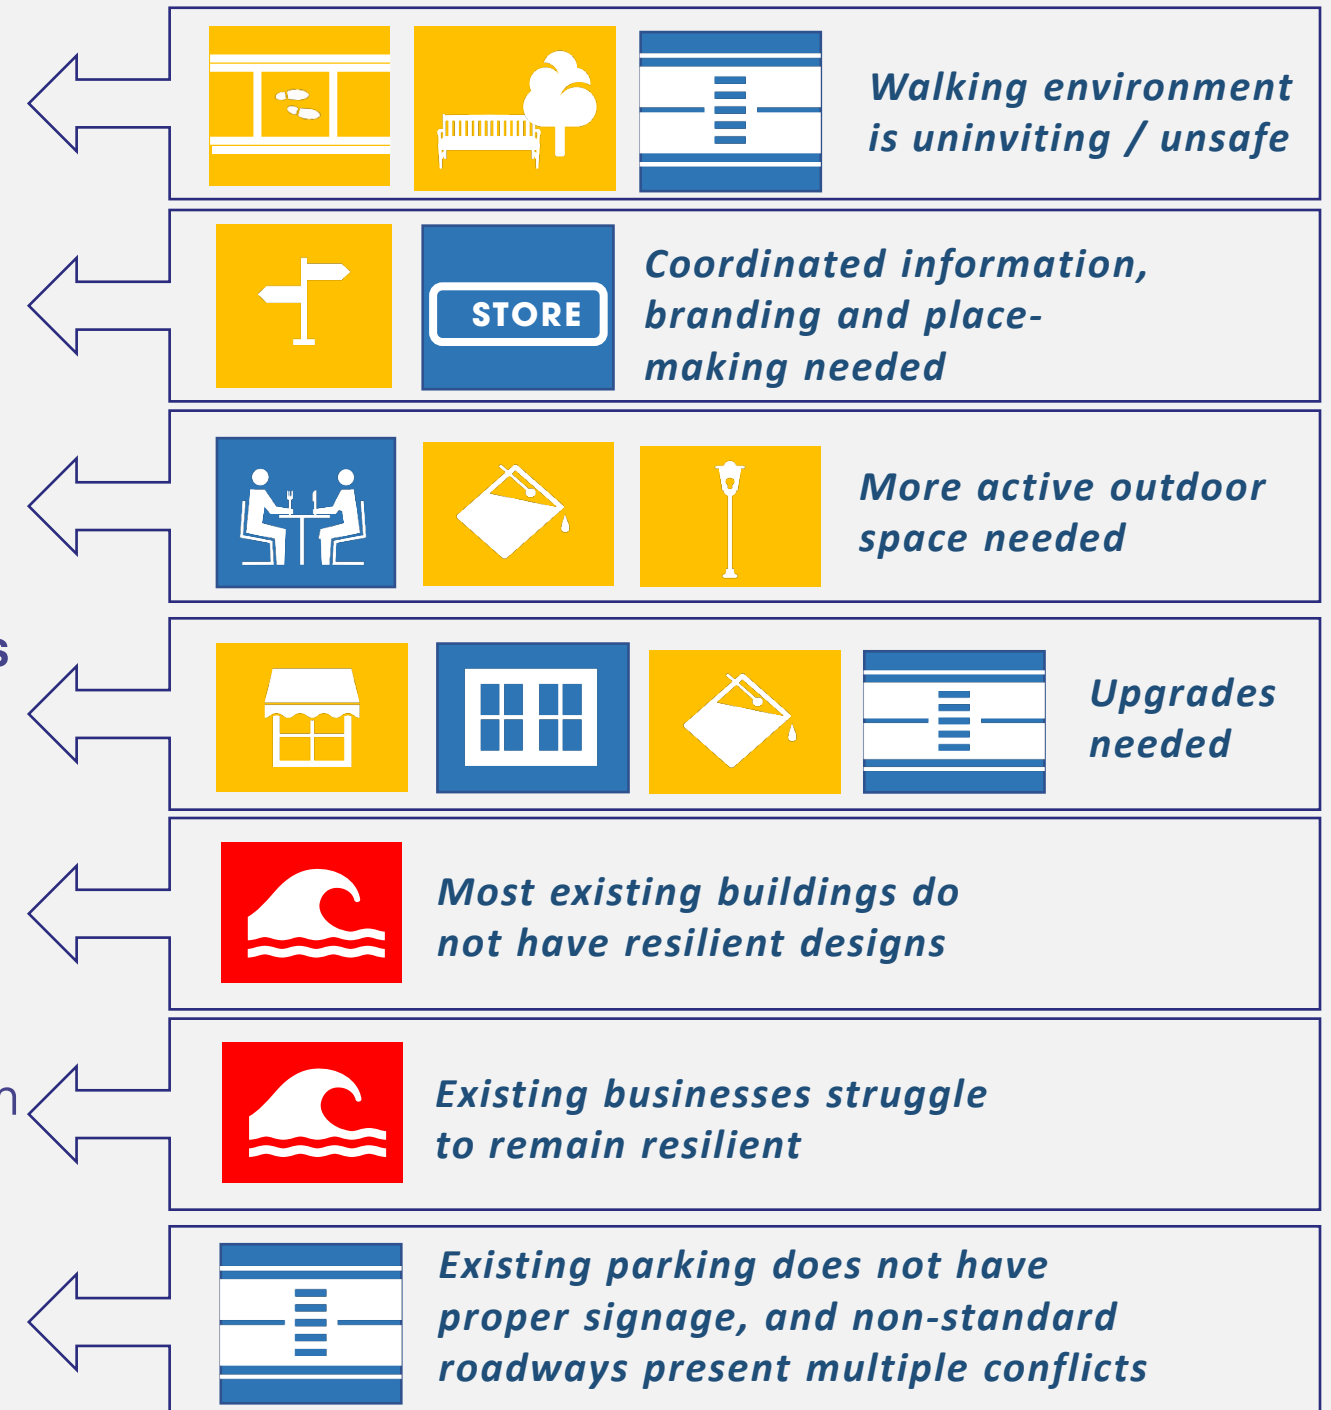 Walking environment
is uninviting / unsafe
STORE
Coordinated information,
branding and place-
making needed
More active outdoor
space needed
s
Upgrades
needed
Most existing buildings do
not have resilient designs
n
Existing businesses struggle
to remain resilient
Existing parking does not have
proper signage, and non-standard
roadways present multiple conflicts